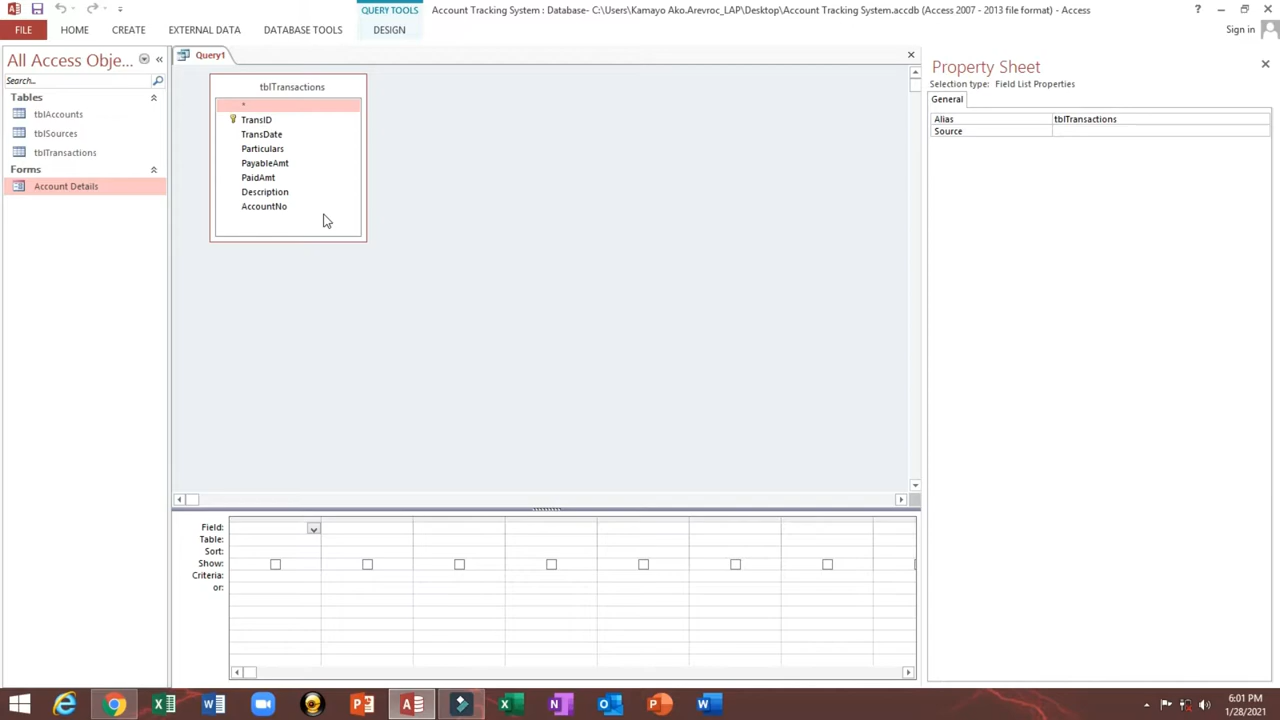 QUERY TOOLS
Account Tracking System : Database- C:\Users\Kamayo Ako.Arevroc_LAP\Desktop\Account Tracking System.accdb (Access 2007 - 2013 file format) - Access
?
FILE
HOME
CREATE
EXTERNAL DATA
DATABASE TOOLS
DESIGN
Sign in
All Access Obje...
Search...
Tables
tblAccounts
tblSources
tblTransactions
Forms
Account Details
Query1
tblTransactions
*
TransID
TransDate
Particulars
PayableAmt
PaidAmt
Description
AccountNo
Field:
Table:
Sort:
Show:
Criteria:
or:
Property Sheet
Selection type: Field List Properties
General
Alias tblTransactions
Source
6:01 PM
1/28/2021